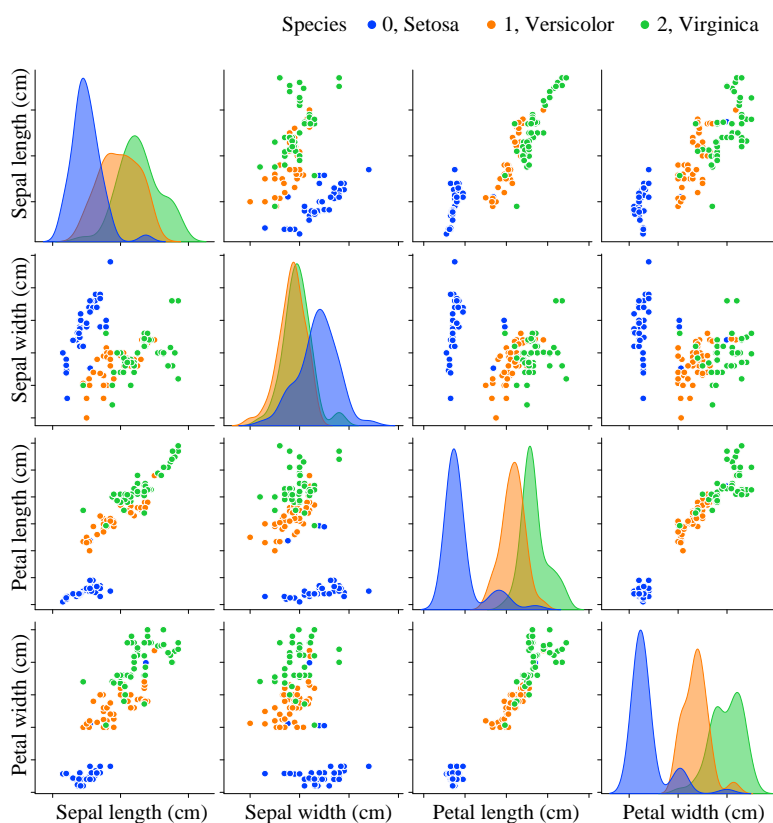 Species 0, Setosa 1, Versicolor 2, Virginica
Sepal length (cm)
Sepal width (cm)
Petal length (cm)
Petal width (cm)
Sepal length (cm) Sepal width (cm) Petal length (cm) Petal width (cm)